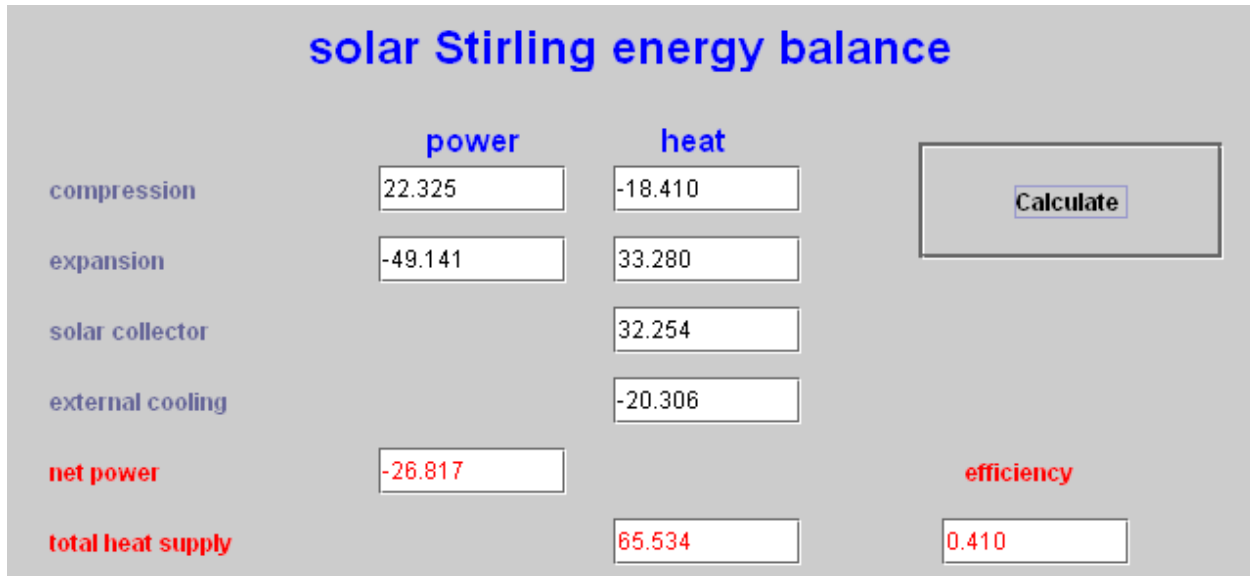 solar Stirling energy balance
power heat
compression 22.325 -18.410 Calculate
expansion -49.141 33.280
solar collector 32.254
external cooling -20.306
net power -26.817 efficiency
total heat supply 65.534 0.410